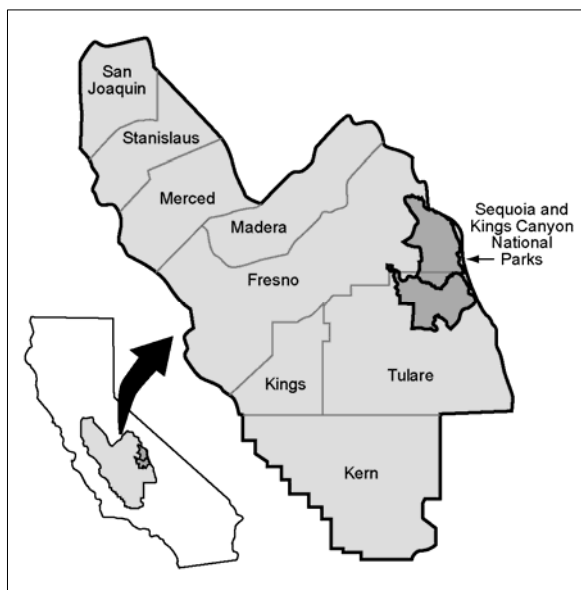 San
Joaquin
Stanislaus
Merced
Madera
Fresno
Sequoia and
Kings Canyon
National
Parks
Kings
Tulare
Kern